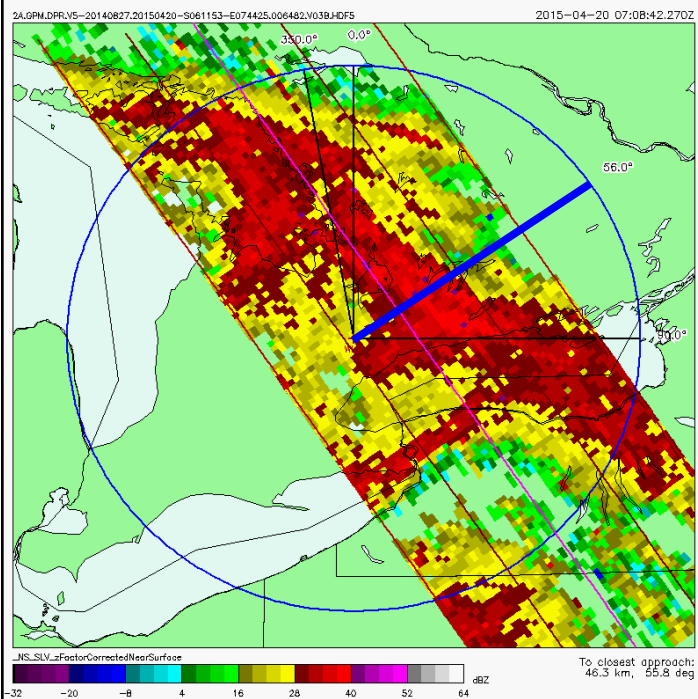 2A.GPM.DPR.V5-20140827.20150420-S061153-E074425.006482.V03B.HDF5 2015-04-20 07:08:42.270Z
350.0° 0.0°
56.0°
90.0°
_NS_SLV_zFactorCorrectedNearSurface
-32 -20 -8 4 16 28 40 52 64 dBZ
To closest approach:
46.3 km, 55.8 deg